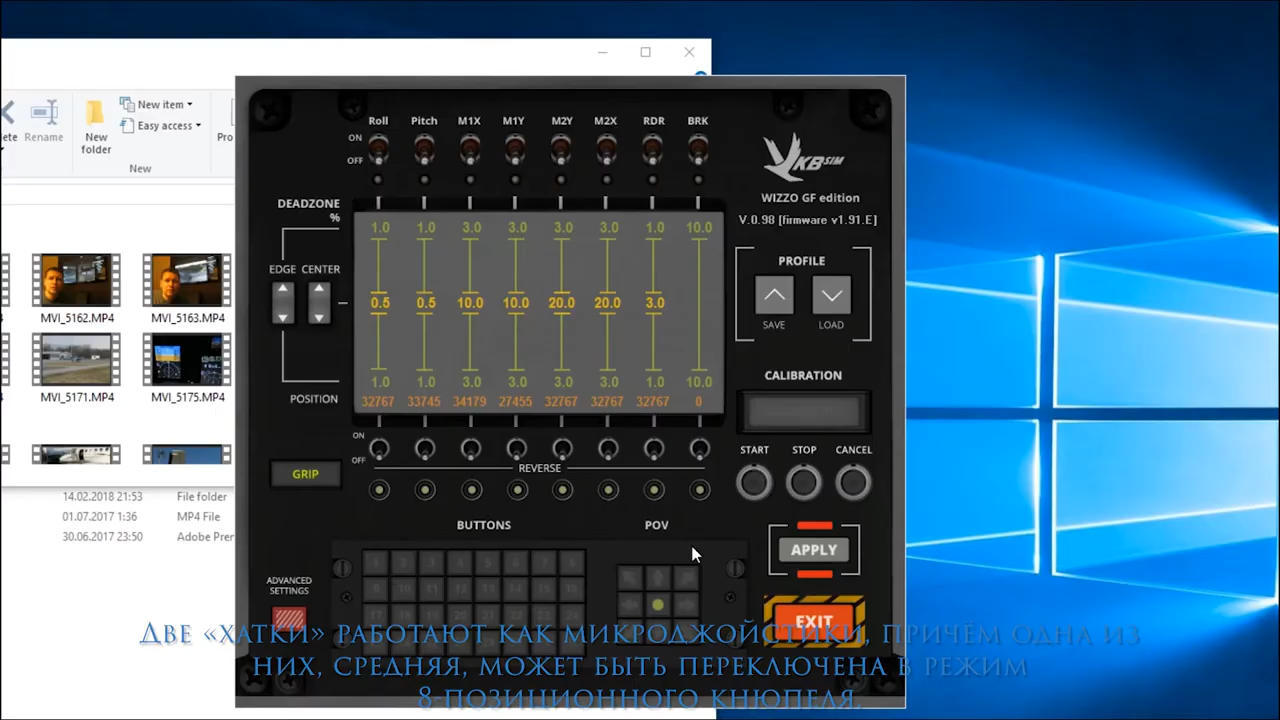 New item
Easy access
ete
Rename
New
folder
Pro
New
MVI_5162.MP4
MVI_5163.MP4
MVI_5171.MP4
MVI_5175.MP4
14.02.2018 21:53 File folder
01.07.2017 1:36 MP4 File
30.06.2017 23:50 Adobe Prer
Roll Pitch M1X M1Y M2Y M2X RDR BRK
ON
OFF
VKBSIM
WIZZO GF edition
V.0.98 [firmware v1.91.E]
DEADZONE
%
1.0 1.0 3.0 3.0 3.0 3.0 1.0 10.0
EDGE CENTER
0.5 0.5 10.0 10.0 20.0 20.0 3.0
1.0 1.0 3.0 3.0 3.0 3.0 1.0 10.0
POSITION
32767 33745 34179 27455 32767 32767 32767 0
PROFILE
SAVE LOAD
CALIBRATION
START STOP CANCEL
ON
OFF
REVERSE
GRIP
BUTTONS
POV
ADVANCED
SETTINGS
APPLY
EXIT
Две «хатки» работают как микроджойстики, причём одна из
них, средняя, может быть переключена в режим
8-позиционного кнюпеля.